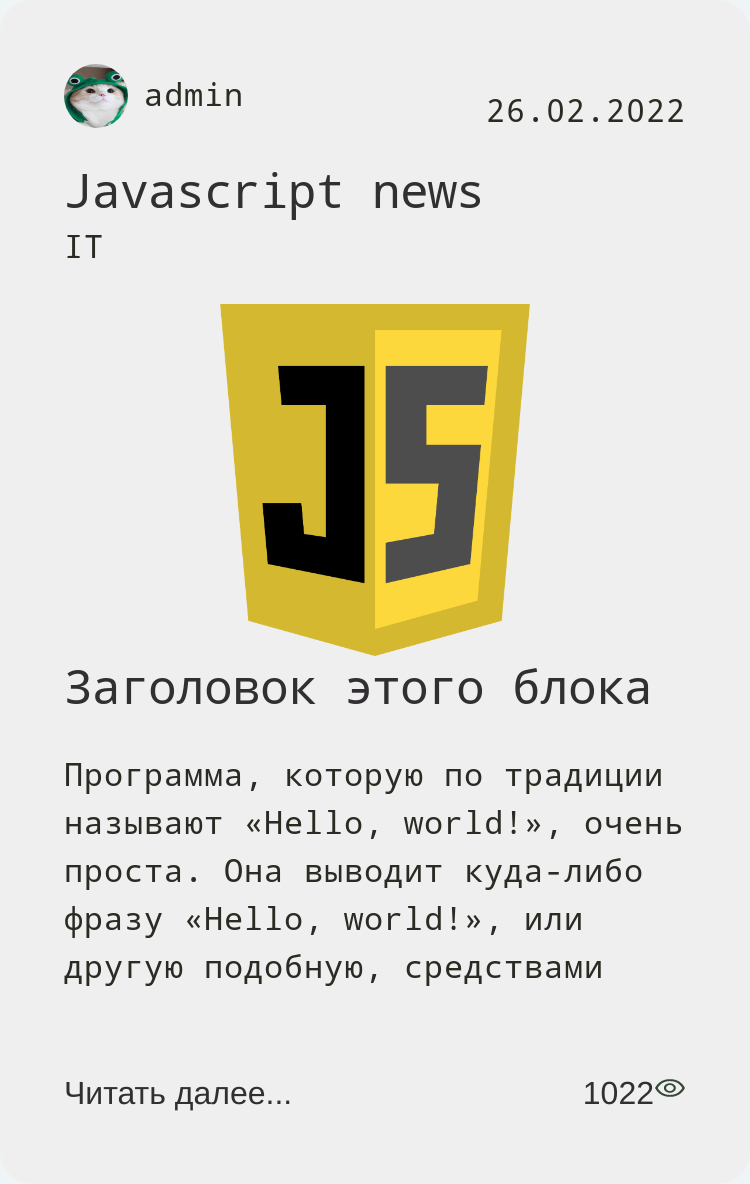 admin
26.02.2022
Javascript news
IT
JS
Заголовок этого блока
Программа, которую по традиции
называют «Hello, world!», очень
проста. Она выводит куда-либо
фразу «Hello, world!», или
другую подобную, средствами
Читать далее...
1022